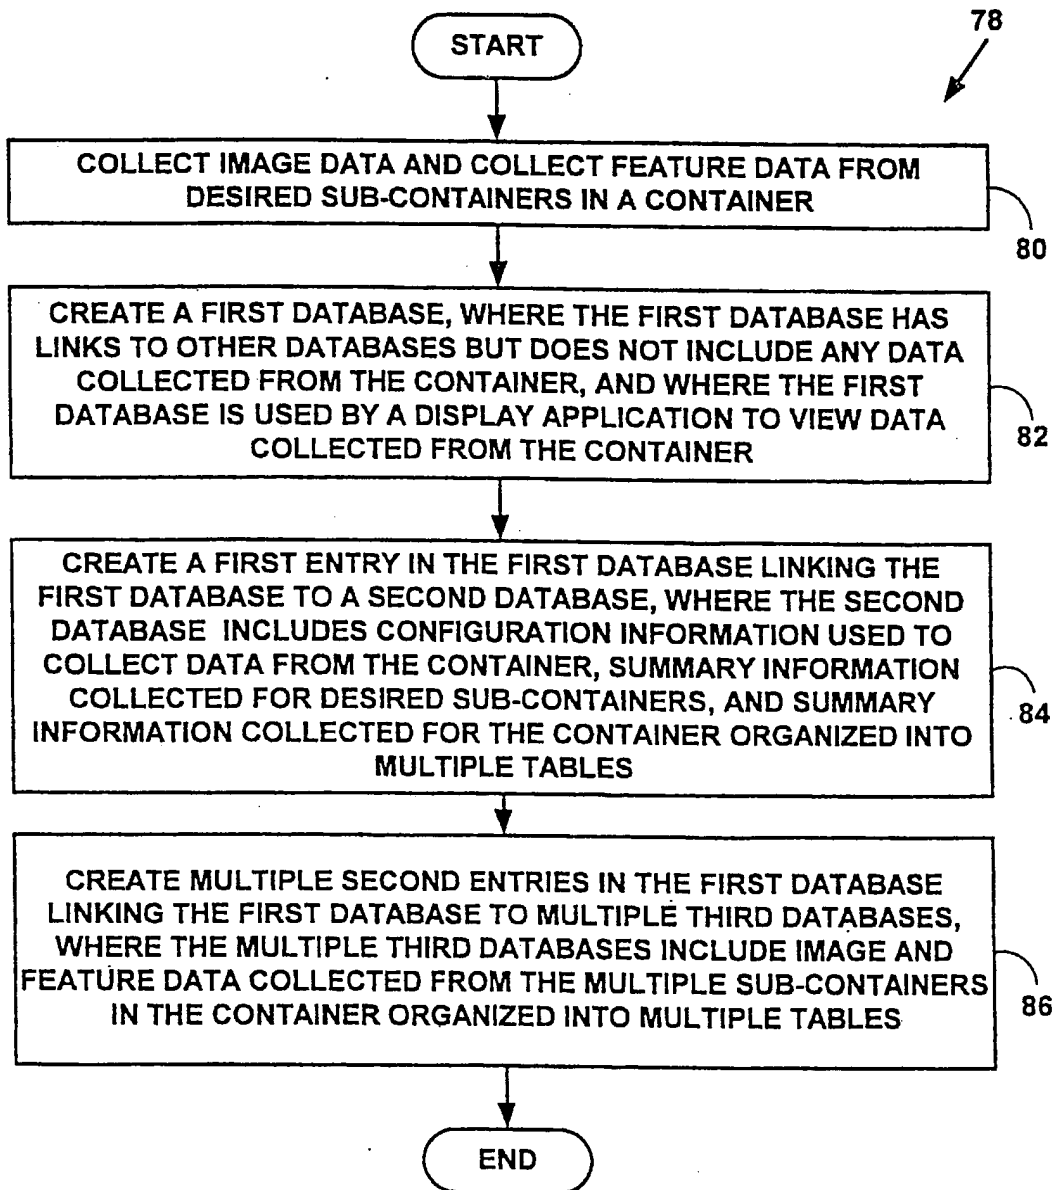 78
START
COLLECT IMAGE DATA AND COLLECT FEATURE DATA FROM
DESIRED SUB-CONTAINERS IN A CONTAINER
80
CREATE A FIRST DATABASE, WHERE THE FIRST DATABASE HAS
LINKS TO OTHER DATABASES BUT DOES NOT INCLUDE ANY DATA
COLLECTED FROM THE CONTAINER, AND WHERE THE FIRST
DATABASE IS USED BY A DISPLAY APPLICATION TO VIEW DATA
COLLECTED FROM THE CONTAINER
82
CREATE A FIRST ENTRY IN THE FIRST DATABASE LINKING THE
FIRST DATABASE TO A SECOND DATABASE, WHERE THE SECOND
DATABASE INCLUDES CONFIGURATION INFORMATION USED TO
COLLECT DATA FROM THE CONTAINER, SUMMARY INFORMATION
COLLECTED FOR DESIRED SUB-CONTAINERS, AND SUMMARY
INFORMATION COLLECTED FOR THE CONTAINER ORGANIZED INTO
MULTIPLE TABLES
84
CREATE MULTIPLE SECOND ENTRIES IN THE FIRST DATABASE
LINKING THE FIRST DATABASE TO MULTIPLE THIRD DATABASES,
WHERE THE MULTIPLE THIRD DATABASES INCLUDE IMAGE AND
FEATURE DATA COLLECTED FROM THE MULTIPLE SUB-CONTAINERS
IN THE CONTAINER ORGANIZED INTO MULTIPLE TABLES
86
END